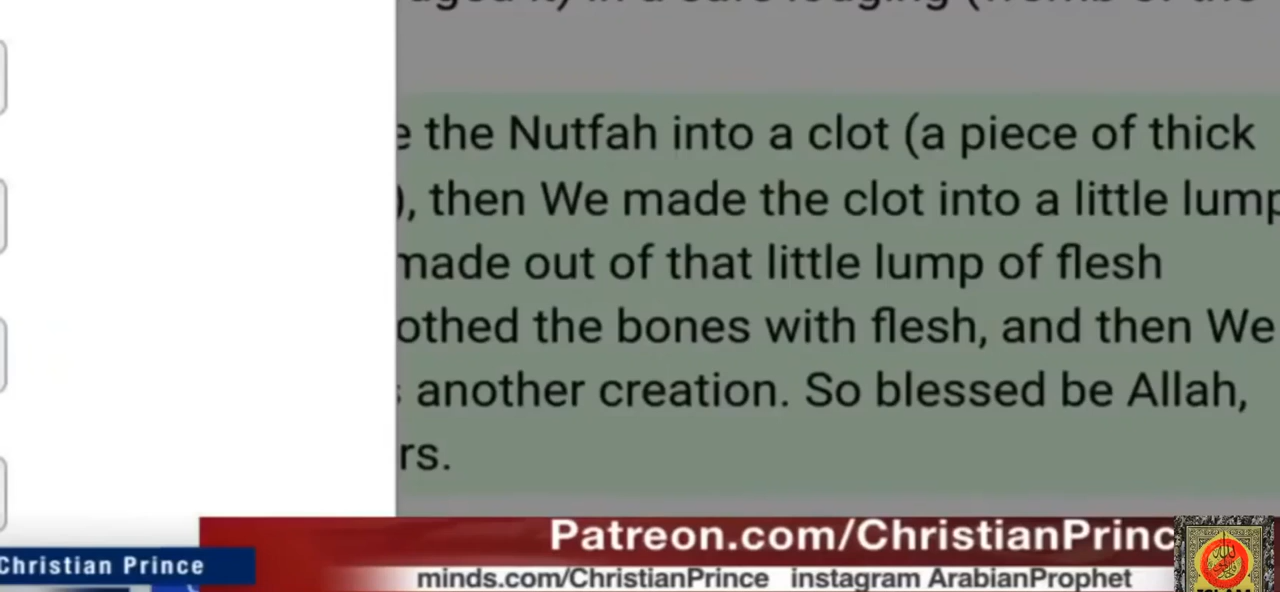 the Nutfah into a clot (a piece of thick
), then We made the clot into a little lump
made out of that little lump of flesh
othed the bones with flesh, and then We
another creation. So blessed be Allah,
rs.
Patreon.com/ChristianPrinc
Christian Prince
minds.com/ChristianPrince instagram ArabianProphet